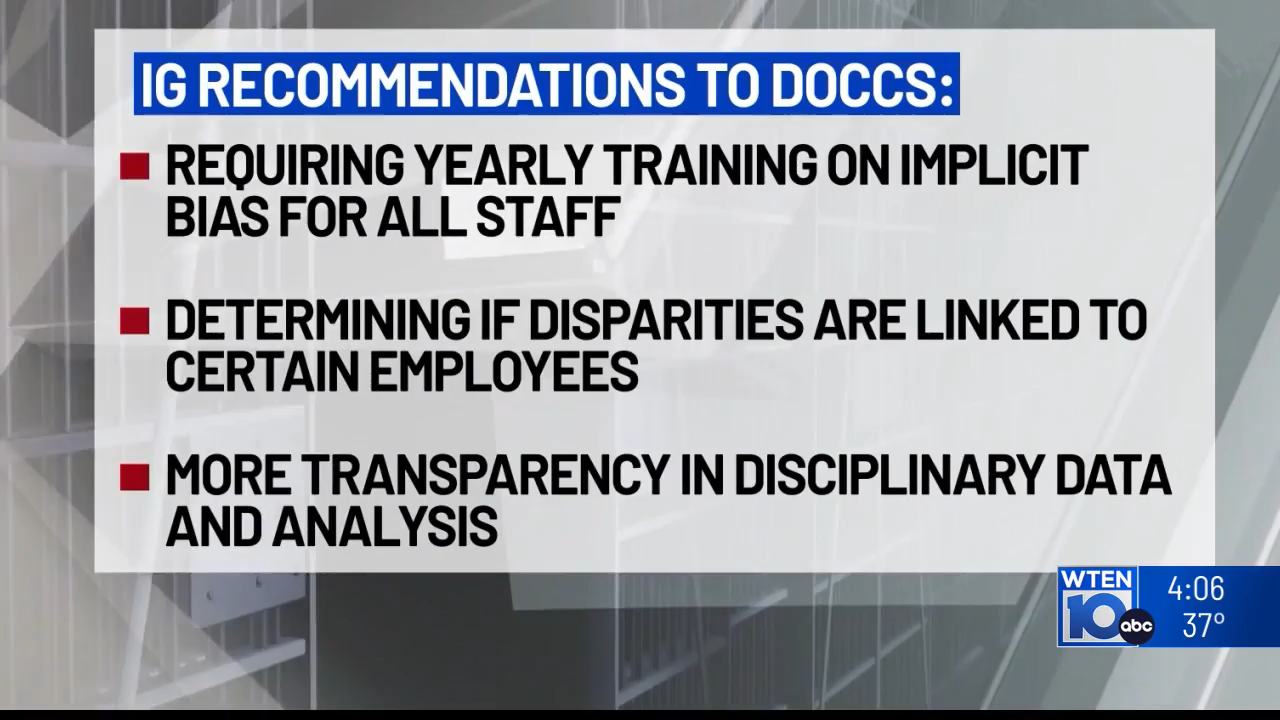 IG RECOMMENDATIONS TO DOCCS:
REQUIRING YEARLY TRAINING ON IMPLICIT
BIAS FOR ALL STAFF
DETERMINING IF DISPARITIES ARE LINKED TO
CERTAIN EMPLOYEES
MORE TRANSPARENCY IN DISCIPLINARY DATA
AND ANALYSIS
WTEN
10
abc
4:06
37°